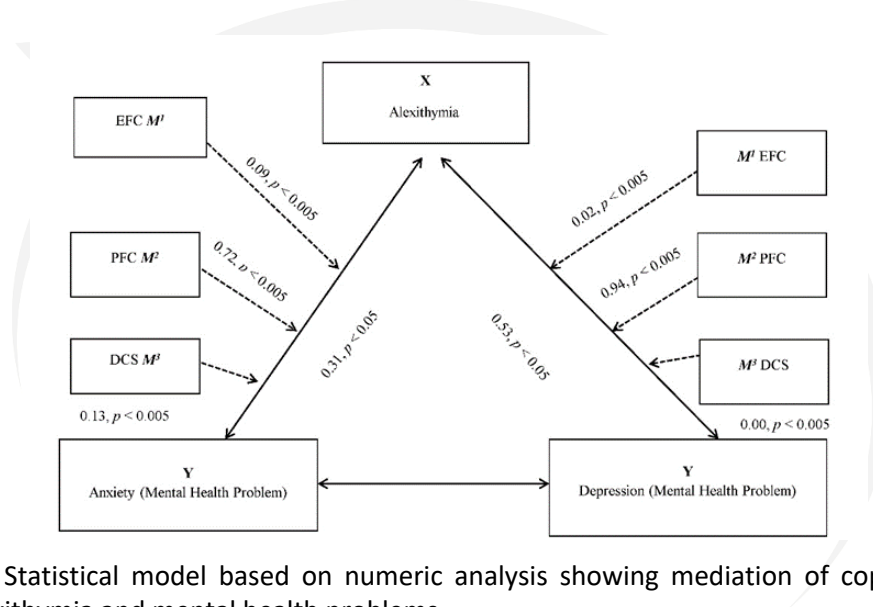 X
Alexithymia
EFC M¹
M¹ EFC
0.09, p < 0.005
0.02, p < 0.005
PFC M²
M² PFC
0.72, p < 0.005
0.94, p < 0.005
0.31, p < 0.05
0.53, p < 0.05
DCS M³
M³ DCS
0.13, p < 0.005
0.00, p < 0.005
Y
Anxiety (Mental Health Problem)
Y
Depression (Mental Health Problem)
Statistical model based on numeric analysis showing mediation of
and mental health problems